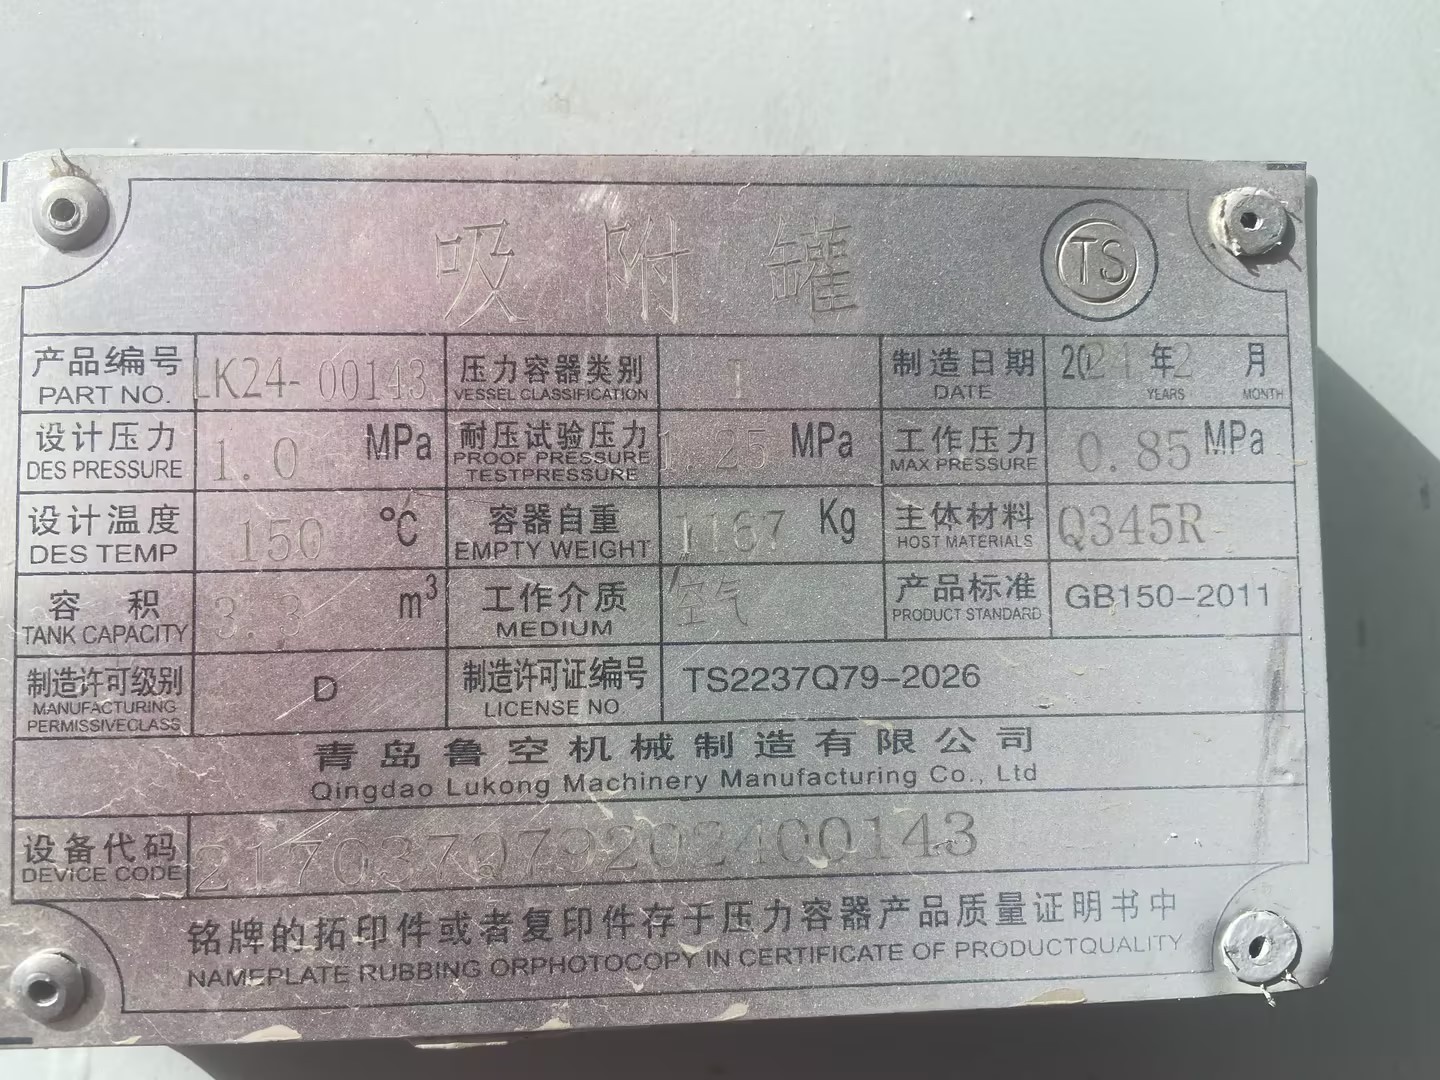 吸附罐 TS
产品编号 LK24-00143 压力容器类别 I 制造日期 2024年2月
PART NO. VESSEL CLASSIFICATION DATE YEARS MONTH
设计压力 1.0 MPa 耐压试验压力 1.25 MPa 工作压力 0.85 MPa
DES PRESSURE PROOF PRESSURE MAX PRESSURE
TESTPRESSURE
设计温度 150 ℃ 容器自重 1167 Kg 主体材料 Q345R
DES TEMP EMPTY WEIGHT HOST MATERIALS
容积 3.3 m³ 工作介质 空气 产品标准 GB150-2011
TANK CAPACITY MEDIUM PRODUCT STANDARD
制造许可级别 D 制造许可证编号 TS2237Q79-2026
MANUFACTURING LICENSE NO
PERMISSIVECLASS
青岛鲁空机械制造有限公司
Qingdao Lukong Machinery Manufacturing Co., Ltd
设备代码 217037Q79202400143
DEVICE CODE
铭牌的拓印件或者复印件存于压力容器产品质量证明书中
NAMEPLATE RUBBING ORPHOTOCOPY IN CERTIFICATE OF PRODUCTQUALITY